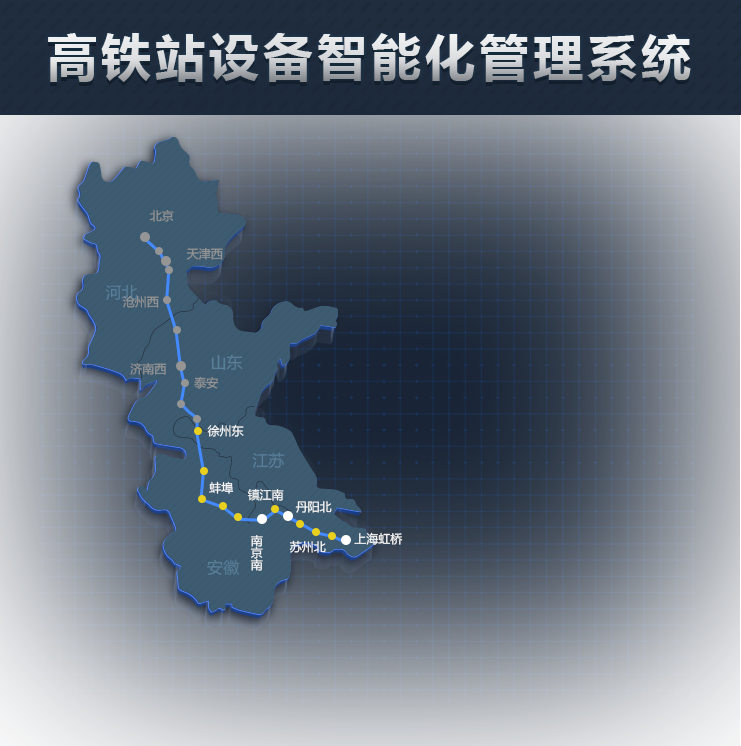 高铁站设备智能化管理系统
北京
天津西
河北
沧州西
山东
济南西
泰安
徐州东
江苏
蚌埠
镇江南
丹阳北
南京南
苏州北
上海虹桥
安徽